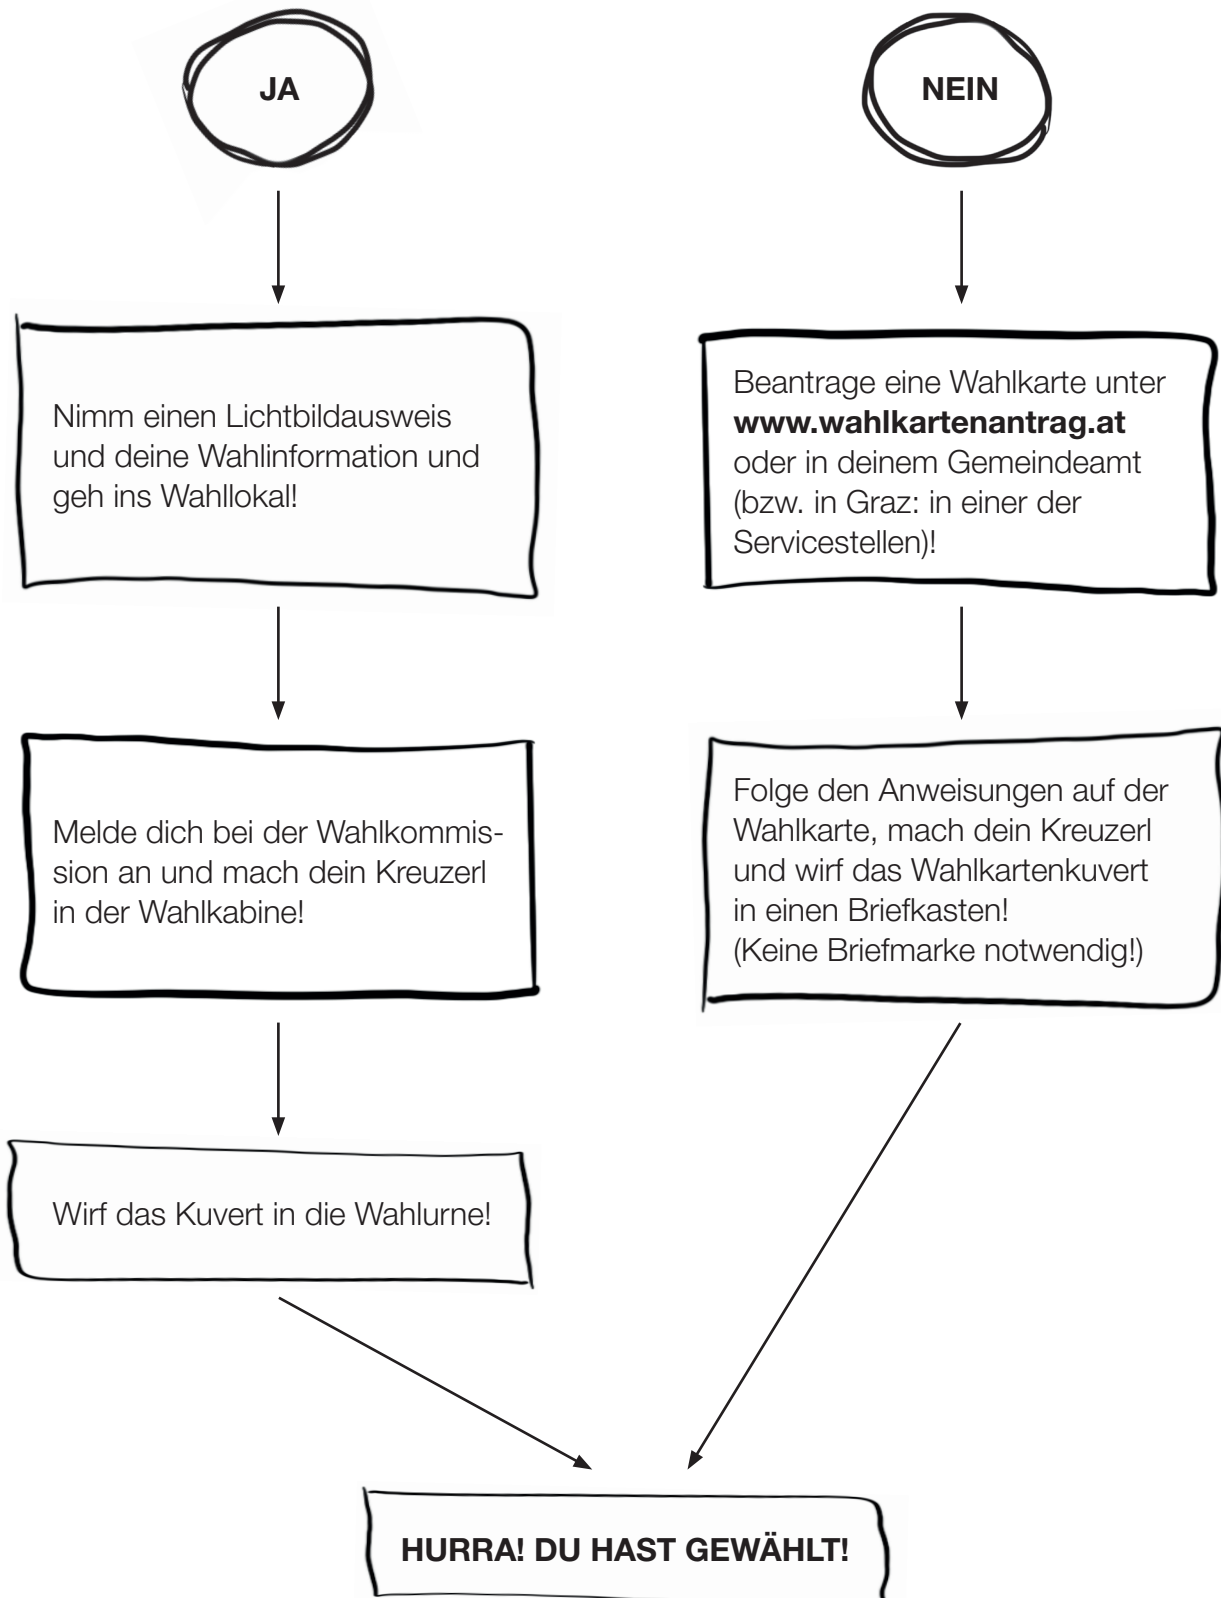 JA
Nimm einen Lichtbildausweis
und deine Wahlinformation und
geh ins Wahllokal!
Melde dich bei der Wahlkommis-
sion an und mach dein Kreuzerl
in der Wahlkabine!
Wirf das Kuvert in die Wahlurne!
NEIN
Beantrage eine Wahlkarte unter
www.wahlkartenantrag.at
oder in deinem Gemeindeamt
(bzw. in Graz: in einer der
Servicestellen)!
Folge den Anweisungen auf der
Wahlkarte, mach dein Kreuzerl
und wirf das Wahlkartenkuvert
in einen Briefkasten!
(Keine Briefmarke notwendig!)
HURRA! DU HAST GEWÄHLT!